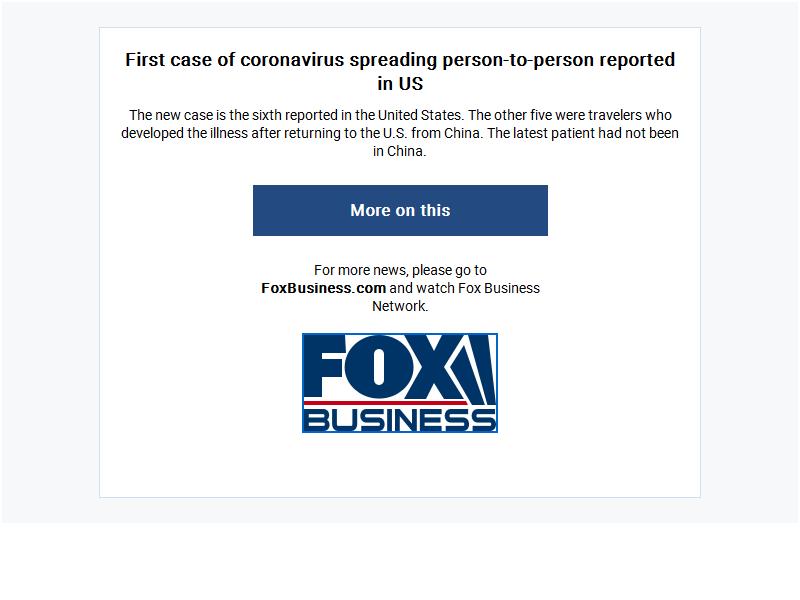 First case of coronavirus spreading person-to-person reported
in US
The new case is the sixth reported in the United States. The other five were travelers who
developed the illness after returning to the U.S. from China. The latest patient had not been
in China.
More on this
For more news, please go to
FoxBusiness.com and watch Fox Business
Network.
FOX
BUSINESS